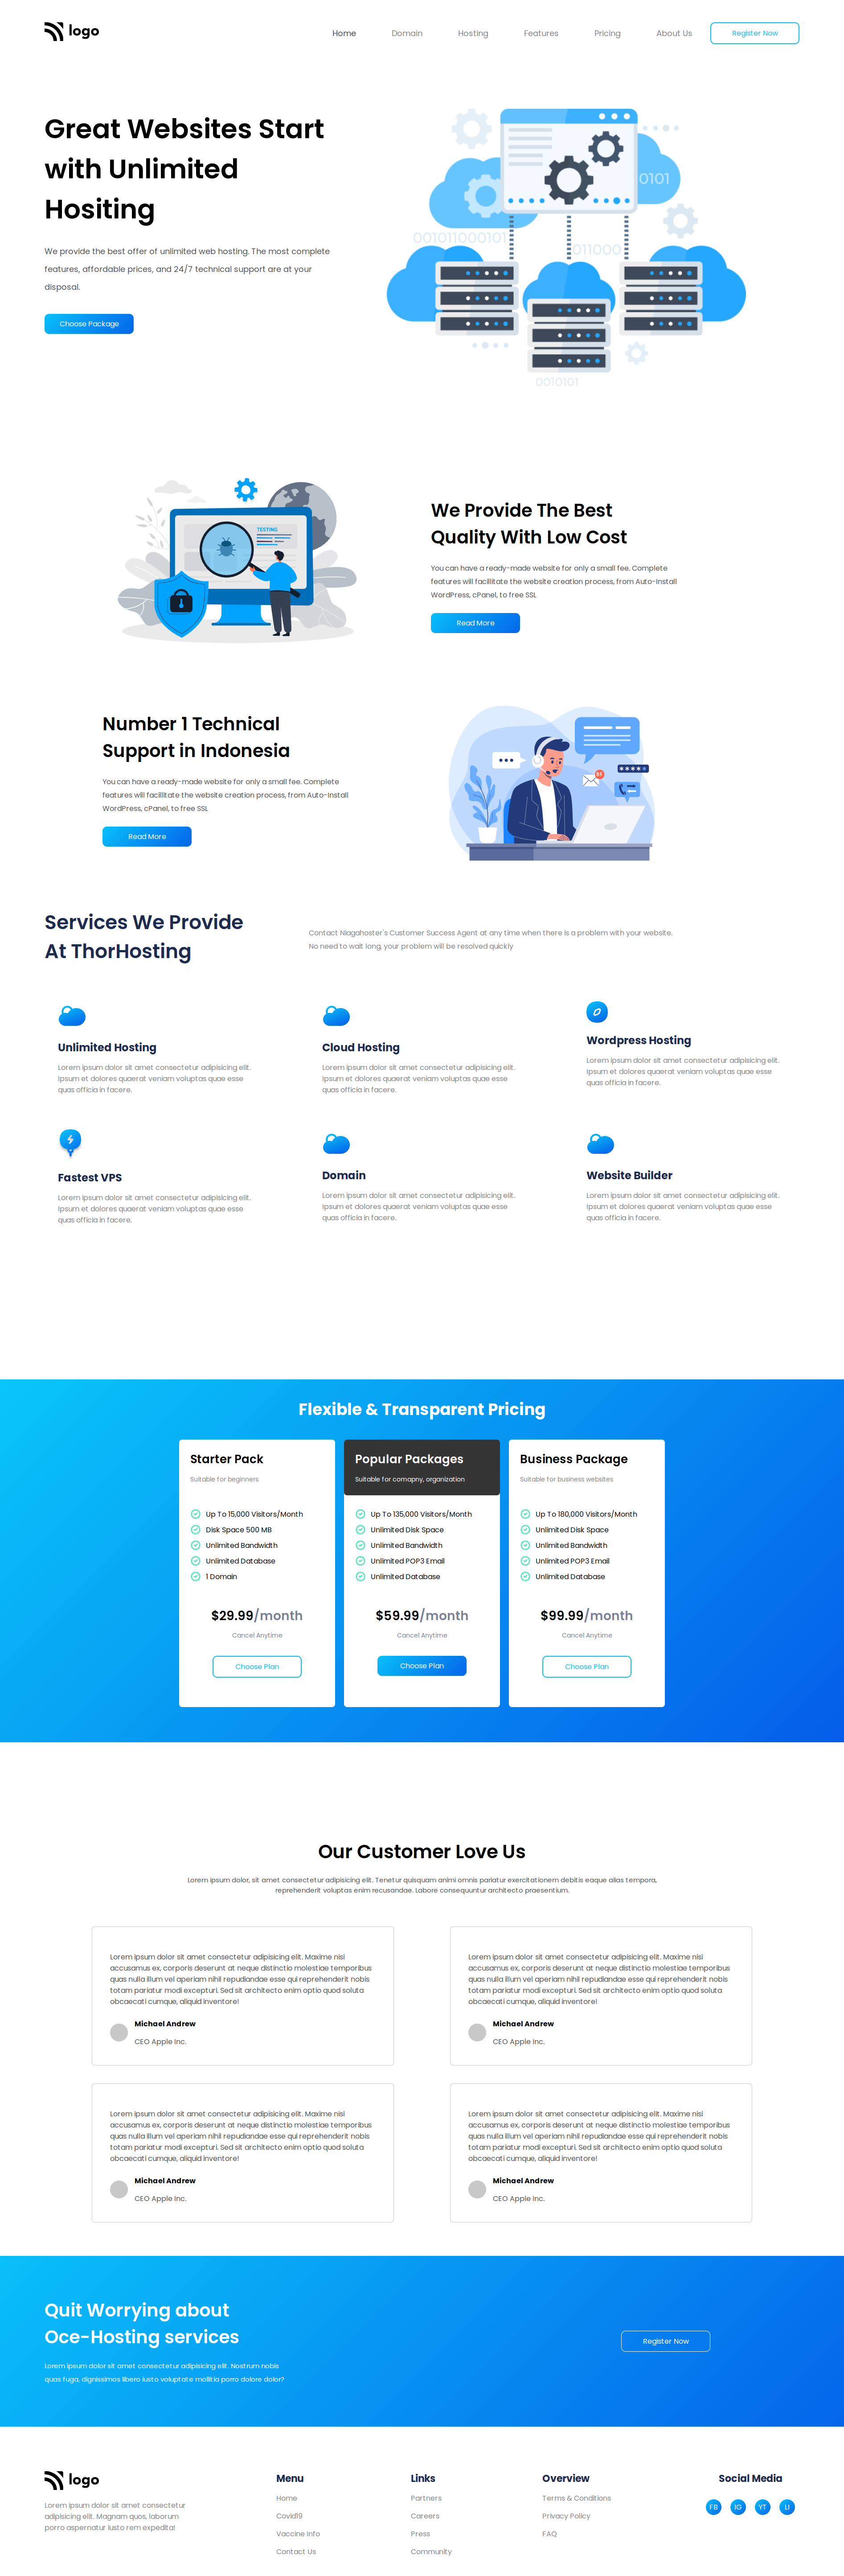 logo
Home Domain Hosting Features Pricing About Us Register Now
Great Websites Start
with Unlimited
Hositing
We provide the best offer of unlimited web hosting. The most complete
features, affordable prices, and 24/7 technical support are at your
disposal.
Choose Package
0101
001011000101
011000
0010101
TESTING
We Provide The Best
Quality With Low Cost
You can have a ready-made website for only a small fee. Complete
features will facillitate the website creation process, from Auto-Install
WordPress, cPanel, to free SSL
Read More
Number 1 Technical
Support in Indonesia
You can have a ready-made website for only a small fee. Complete
features will facillitate the website creation process, from Auto-Install
WordPress, cPanel, to free SSL
Read More
Services We Provide
At ThorHosting
Contact Niagahoster's Customer Success Agent at any time when there is a problem with your website.
No need to wait long, your problem will be resolved quickly
Unlimited Hosting
Lorem ipsum dolor sit amet consectetur adipisicing elit.
Ipsum et dolores quaerat veniam voluptas quae esse
quas officia in facere.
Cloud Hosting
Lorem ipsum dolor sit amet consectetur adipisicing elit.
Ipsum et dolores quaerat veniam voluptas quae esse
quas officia in facere.
Wordpress Hosting
Lorem ipsum dolor sit amet consectetur adipisicing elit.
Ipsum et dolores quaerat veniam voluptas quae esse
quas officia in facere.
Fastest VPS
Lorem ipsum dolor sit amet consectetur adipisicing elit.
Ipsum et dolores quaerat veniam voluptas quae esse
quas officia in facere.
Domain
Lorem ipsum dolor sit amet consectetur adipisicing elit.
Ipsum et dolores quaerat veniam voluptas quae esse
quas officia in facere.
Website Builder
Lorem ipsum dolor sit amet consectetur adipisicing elit.
Ipsum et dolores quaerat veniam voluptas quae esse
quas officia in facere.
Flexible & Transparent Pricing
Starter Pack
Suitable for beginners
Up To 15,000 Visitors/Month
Disk Space 500 MB
Unlimited Bandwidth
Unlimited Database
1 Domain
$29.99/month
Cancel Anytime
Choose Plan
Popular Packages
Suitable for comapny, organization
Up To 135,000 Visitors/Month
Unlimited Disk Space
Unlimited Bandwidth
Unlimited POP3 Email
Unlimited Database
$59.99/month
Cancel Anytime
Choose Plan
Business Package
Suitable for business websites
Up To 180,000 Visitors/Month
Unlimited Disk Space
Unlimited Bandwidth
Unlimited POP3 Email
Unlimited Database
$99.99/month
Cancel Anytime
Choose Plan
Our Customer Love Us
Lorem ipsum dolor, sit amet consectetur adipisicing elit. Tenetur quisquam animi omnis pariatur exercitationem debitis eaque alias tempora,
reprehenderit voluptas enim recusandae. Labore consequuntur architecto praesentium.
Lorem ipsum dolor sit amet consectetur adipisicing elit. Maxime nisi
accusamus ex, corporis deserunt at neque distinctio molestiae temporibus
quas nulla illum vel aperiam nihil repudiandae esse qui reprehenderit nobis
totam pariatur modi excepturi. Sed sit architecto enim optio quod soluta
obcaecati cumque, aliquid inventore!
Michael Andrew
CEO Apple Inc.
Lorem ipsum dolor sit amet consectetur adipisicing elit. Maxime nisi
accusamus ex, corporis deserunt at neque distinctio molestiae temporibus
quas nulla illum vel aperiam nihil repudiandae esse qui reprehenderit nobis
totam pariatur modi excepturi. Sed sit architecto enim optio quod soluta
obcaecati cumque, aliquid inventore!
Michael Andrew
CEO Apple Inc.
Lorem ipsum dolor sit amet consectetur adipisicing elit. Maxime nisi
accusamus ex, corporis deserunt at neque distinctio molestiae temporibus
quas nulla illum vel aperiam nihil repudiandae esse qui reprehenderit nobis
totam pariatur modi excepturi. Sed sit architecto enim optio quod soluta
obcaecati cumque, aliquid inventore!
Michael Andrew
CEO Apple Inc.
Lorem ipsum dolor sit amet consectetur adipisicing elit. Maxime nisi
accusamus ex, corporis deserunt at neque distinctio molestiae temporibus
quas nulla illum vel aperiam nihil repudiandae esse qui reprehenderit nobis
totam pariatur modi excepturi. Sed sit architecto enim optio quod soluta
obcaecati cumque, aliquid inventore!
Michael Andrew
CEO Apple Inc.
Quit Worrying about
Oce-Hosting services
Lorem ipsum dolor sit amet consectetur adipisicing elit. Nostrum nobis
quas fuga, dignissimos libero iusto voluptate mollitia porro dolore dolor?
Register Now
logo
Lorem ipsum dolor sit amet consectetur
adipisicing elit. Magnam quos, laborum
porro aspernatur iusto rem expedita!
Menu
Home
Covid19
Vaccine Info
Contact Us
Links
Partners
Careers
Press
Community
Overview
Terms & Conditions
Privacy Policy
FAQ
Social Media
FB IG YT LI